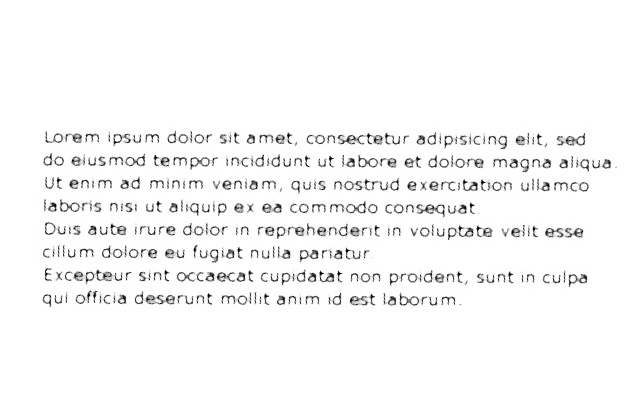 Lorem ipsum dolor sit amet, consectetur adipisicing elit, sed
do eiusmod tempor incididunt ut labore et dolore magna aliqua.
Ut enim ad minim veniam, quis nostrud exercitation ullamco
laboris nisi ut aliquip ex ea commodo consequat.
Duis aute irure dolor in reprehenderit in voluptate velit esse
cillum dolore eu fugiat nulla pariatur.
Excepteur sint occaecat cupidatat non proident, sunt in culpa
qui officia deserunt mollit anim id est laborum.